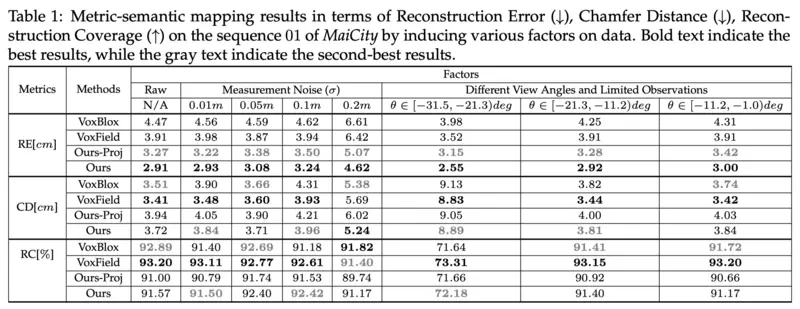 Table 1: Metric-semantic mapping results in terms of Reconstruction Error (↓), Chamfer Distance (↓), Recon-
struction Coverage (↑) on the sequence 01 of MaiCity by inducing various factors on data. Bold text indicate the
best results, while the gray text indicate the second-best results.
Metrics Methods Factors
Raw Measurement Noise (σ) Different View Angles and Limited Observations
N/A 0.01m 0.05m 0.1m 0.2m θ ∈ [−31.5, −21.3)deg θ ∈ [−21.3, −11.2)deg θ ∈ [−11.2, −1.0)deg
RE[cm] VoxBlox 4.47 4.56 4.59 4.62 6.61 3.98 4.25 4.31
VoxField 3.91 3.98 3.87 3.94 6.42 3.52 3.91 3.91
Ours-Proj 3.27 3.22 3.38 3.50 5.07 3.15 3.28 3.42
Ours 2.91 2.93 3.08 3.24 4.62 2.55 2.92 3.00
CD[cm] VoxBlox 3.51 3.90 3.66 4.31 5.38 9.13 3.82 3.74
VoxField 3.41 3.48 3.60 3.93 5.69 8.83 3.44 3.42
Ours-Proj 3.94 4.05 3.90 4.21 6.02 9.05 4.00 4.03
Ours 3.72 3.84 3.71 3.96 5.24 8.89 3.81 3.84
RC[%] VoxBlox 92.89 91.40 92.69 91.18 91.82 71.64 91.41 91.72
VoxField 93.20 93.11 92.77 92.61 91.40 73.31 93.15 93.20
Ours-Proj 91.00 90.79 91.74 91.53 89.74 71.66 90.92 90.66
Ours 91.57 91.50 92.40 92.42 91.17 72.18 91.40 91.17